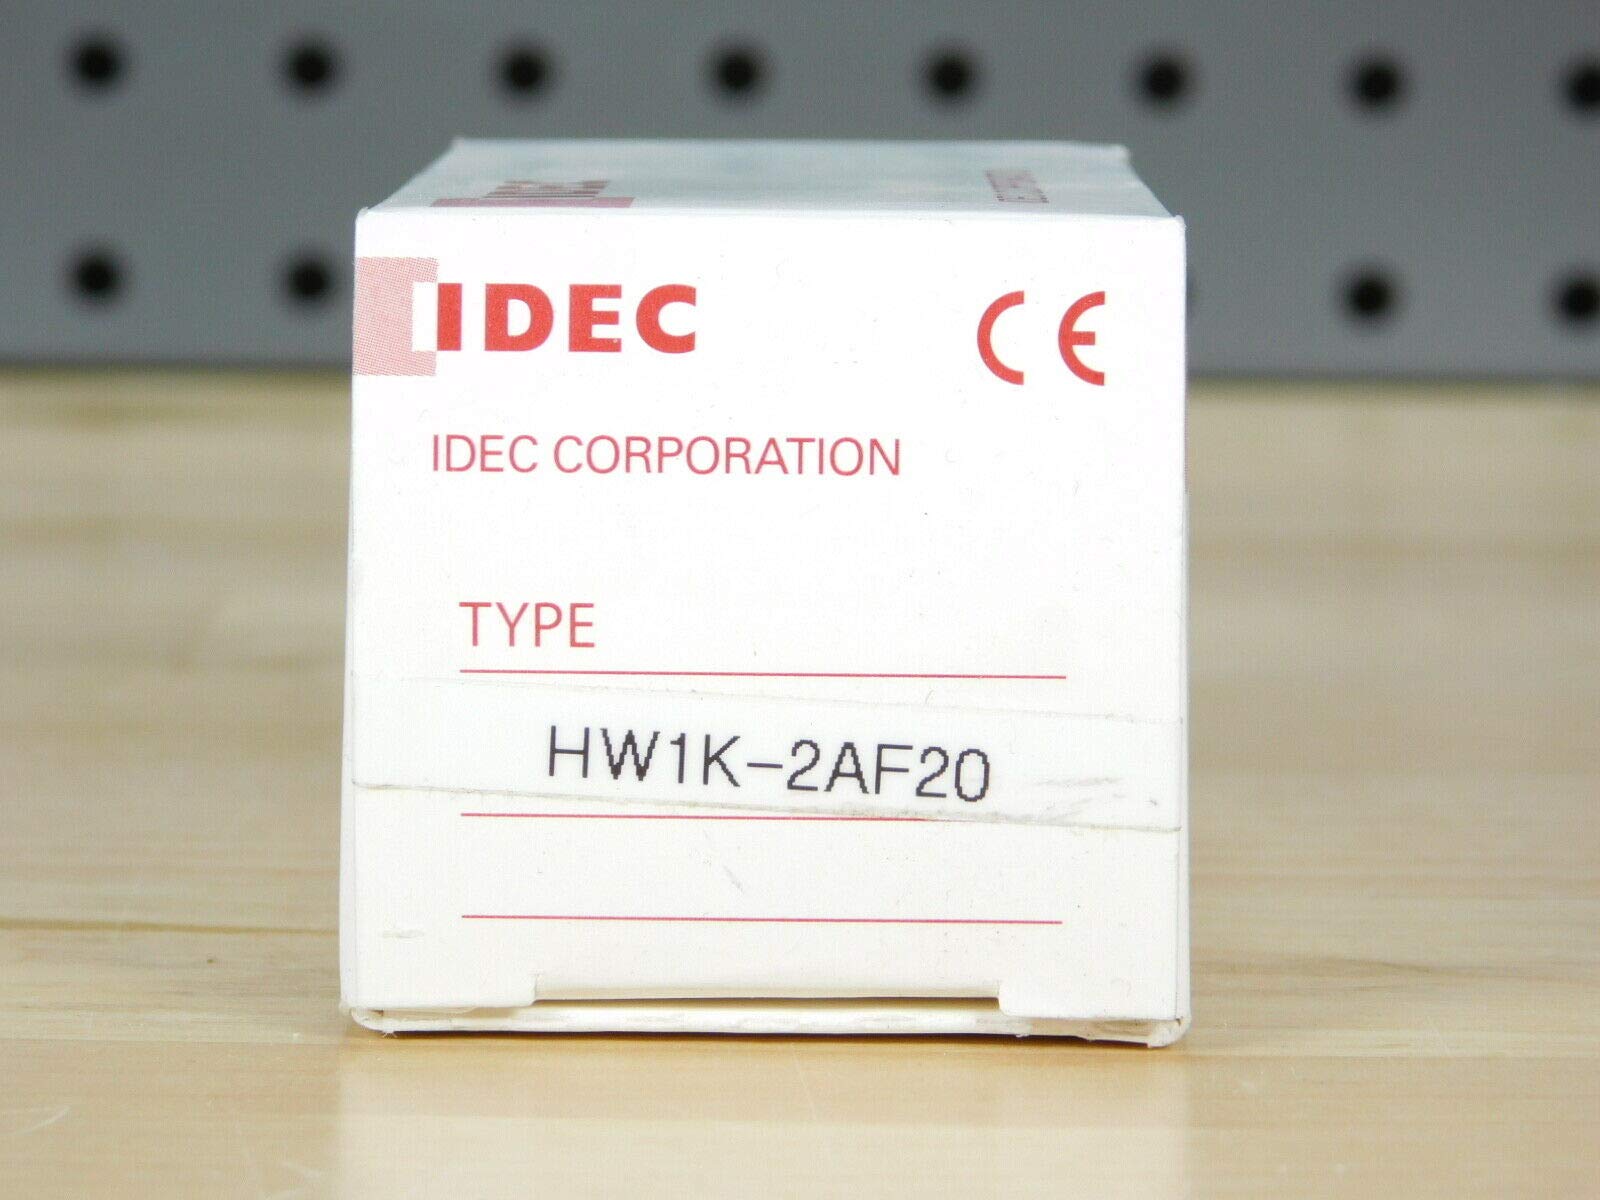 IDEC
CE
IDEC CORPORATION
TYPE
HW1K-2AF20